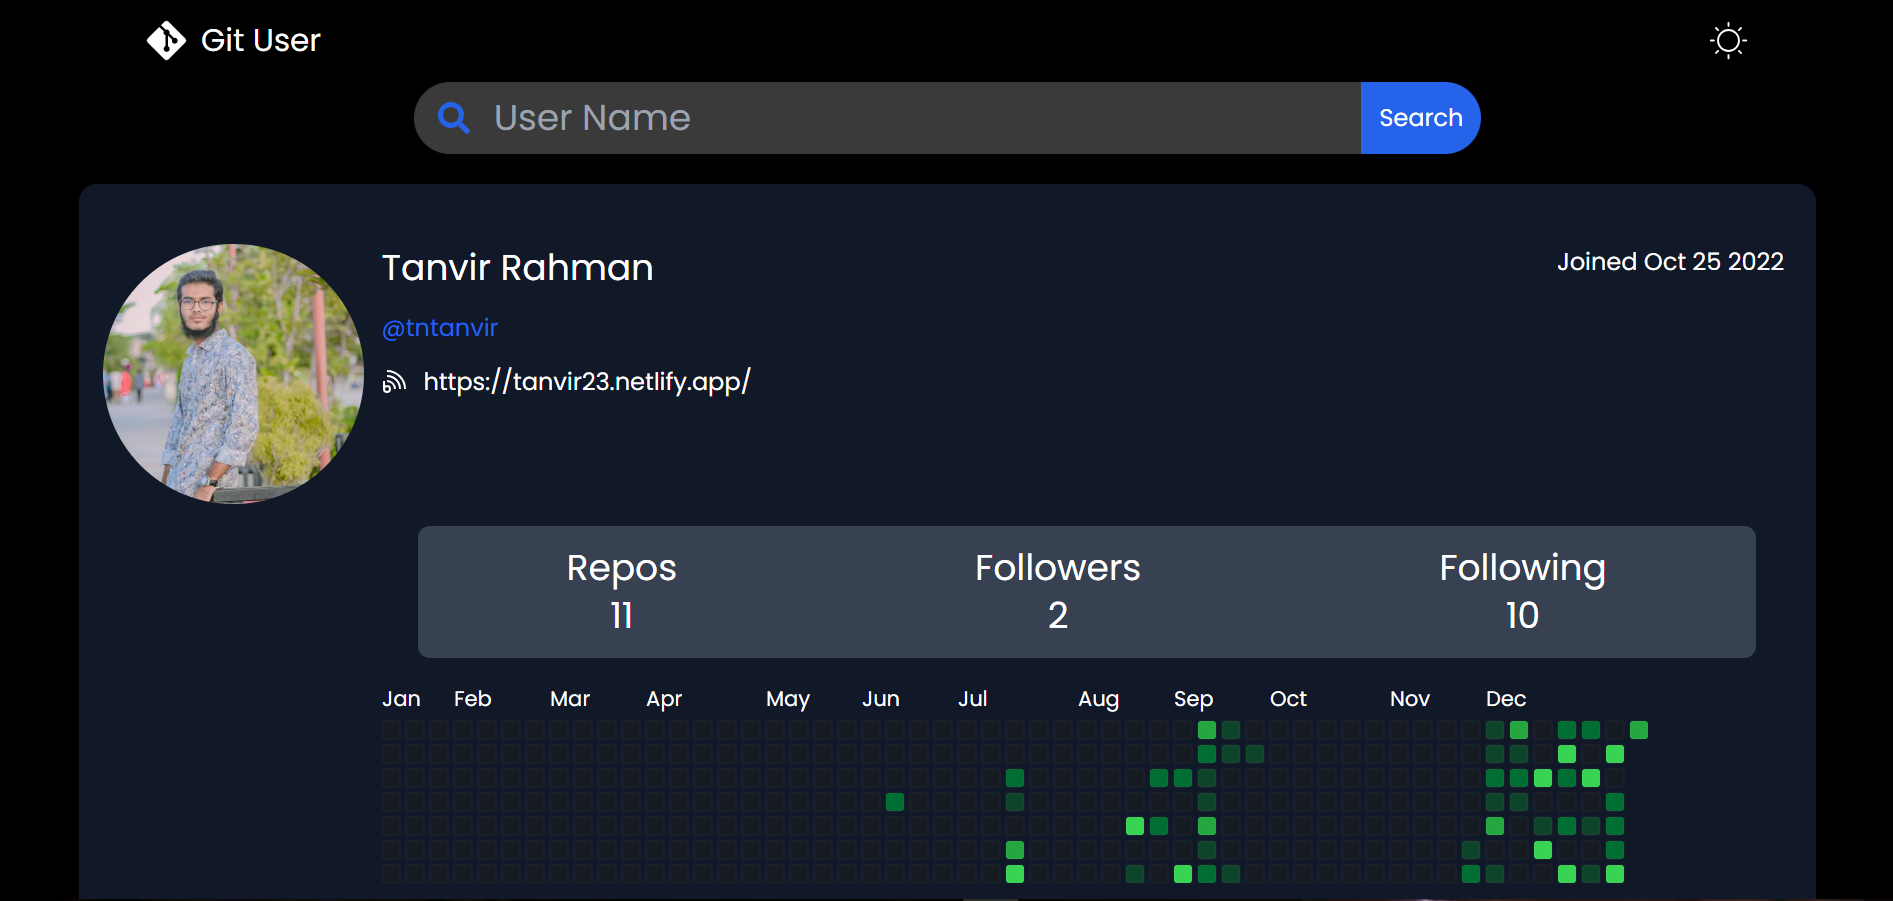 Git User
User Name
Search
Tanvir Rahman
Joined Oct 25 2022
@tntanvir
https://tanvir23.netlify.app/
Repos Followers Following
11 2 10
Jan Feb Mar Apr May Jun Jul Aug Sep Oct Nov Dec